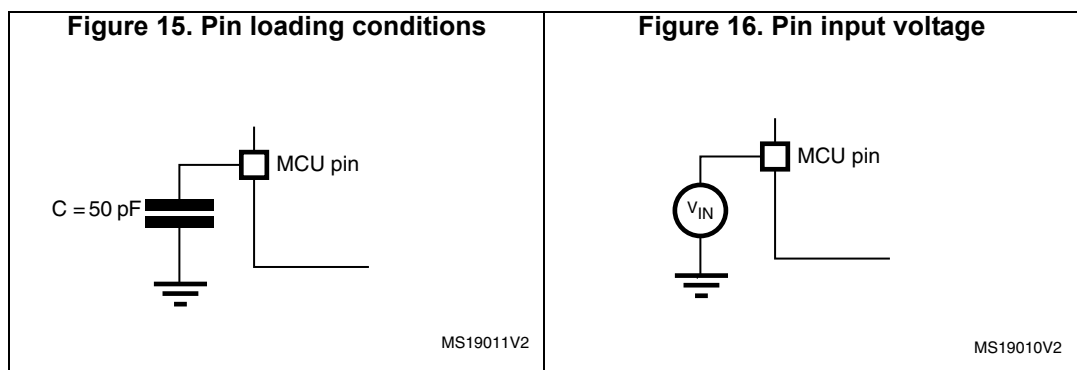 Figure 15. Pin loading conditions
MCU pin
C = 50 pF
MS19011V2
Figure 16. Pin input voltage
MCU pin
VIN
MS19010V2